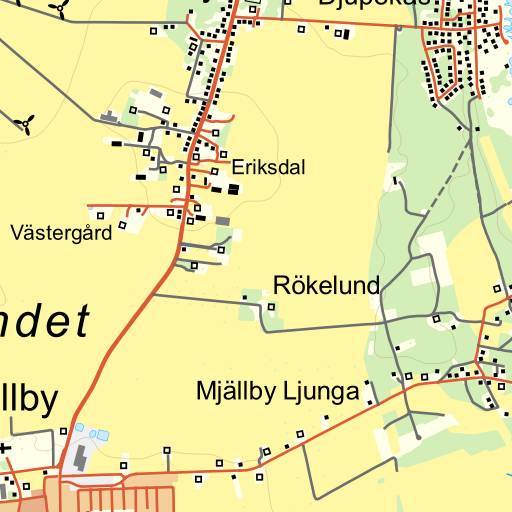 Eriksdal
Västergård
Rökelund
ndet
Mjällby Ljunga
llby